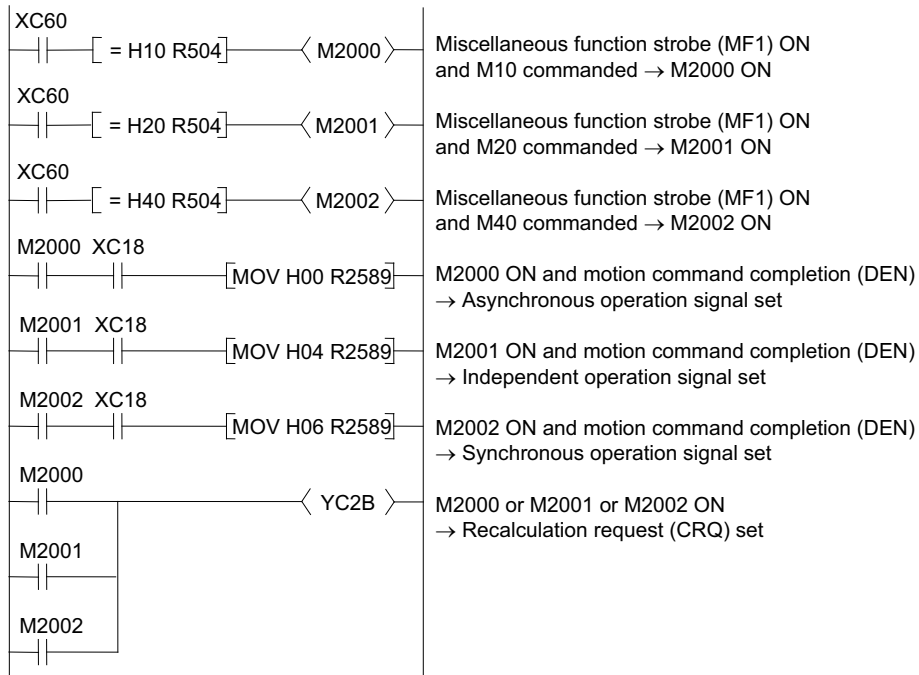 XC60
= H10 R504 M2000 Miscellaneous function strobe (MF1) ON
and M10 commanded → M2000 ON
XC60
= H20 R504 M2001 Miscellaneous function strobe (MF1) ON
and M20 commanded → M2001 ON
XC60
= H40 R504 M2002 Miscellaneous function strobe (MF1) ON
and M40 commanded → M2002 ON
M2000 XC18
MOV H00 R2589 M2000 ON and motion command completion (DEN)
→ Asynchronous operation signal set
M2001 XC18
MOV H04 R2589 M2001 ON and motion command completion (DEN)
→ Independent operation signal set
M2002 XC18
MOV H06 R2589 M2002 ON and motion command completion (DEN)
→ Synchronous operation signal set
M2000
YC2B M2000 or M2001 or M2002 ON
→ Recalculation request (CRQ) set
M2001
M2002